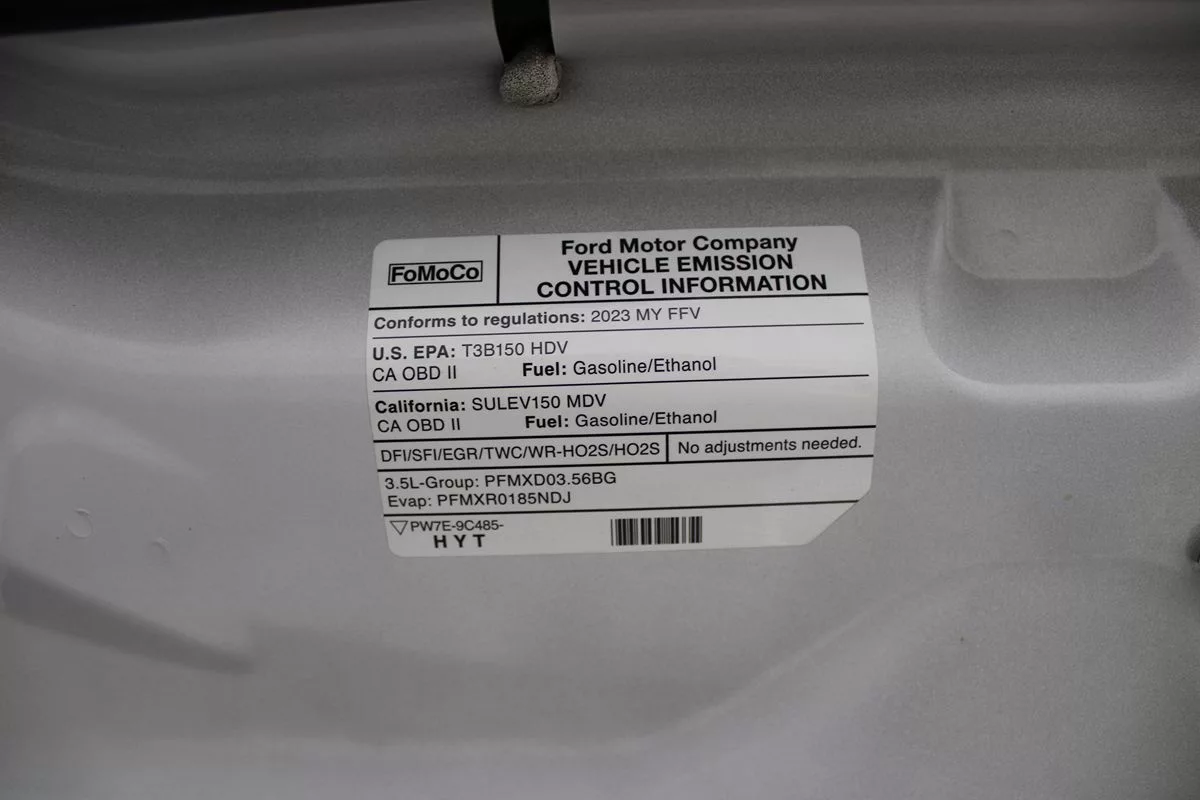 FoMoCo
Ford Motor Company
VEHICLE EMISSION
CONTROL INFORMATION
Conforms to regulations: 2023 MY FFV
U.S. EPA: T3B150 HDV
CA OBD II Fuel: Gasoline/Ethanol
California: SULEV150 MDV
CA OBD II Fuel: Gasoline/Ethanol
DFI/SFI/EGR/TWC/WR-HO2S/HO2S No adjustments needed.
3.5L-Group: PFMXD03.56BG
Evap: PFMXR0185NDJ
PW7E-9C485-
HYT